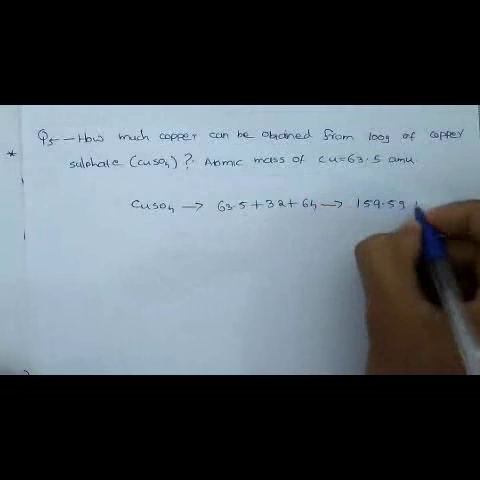 Q5 - How much copper can be obtained from 100g of copper
* sulphate (CuSO4)? Atomic mass of Cu=63.5 amu.
CuSO4 → 63.5+32+64 → 159.5g